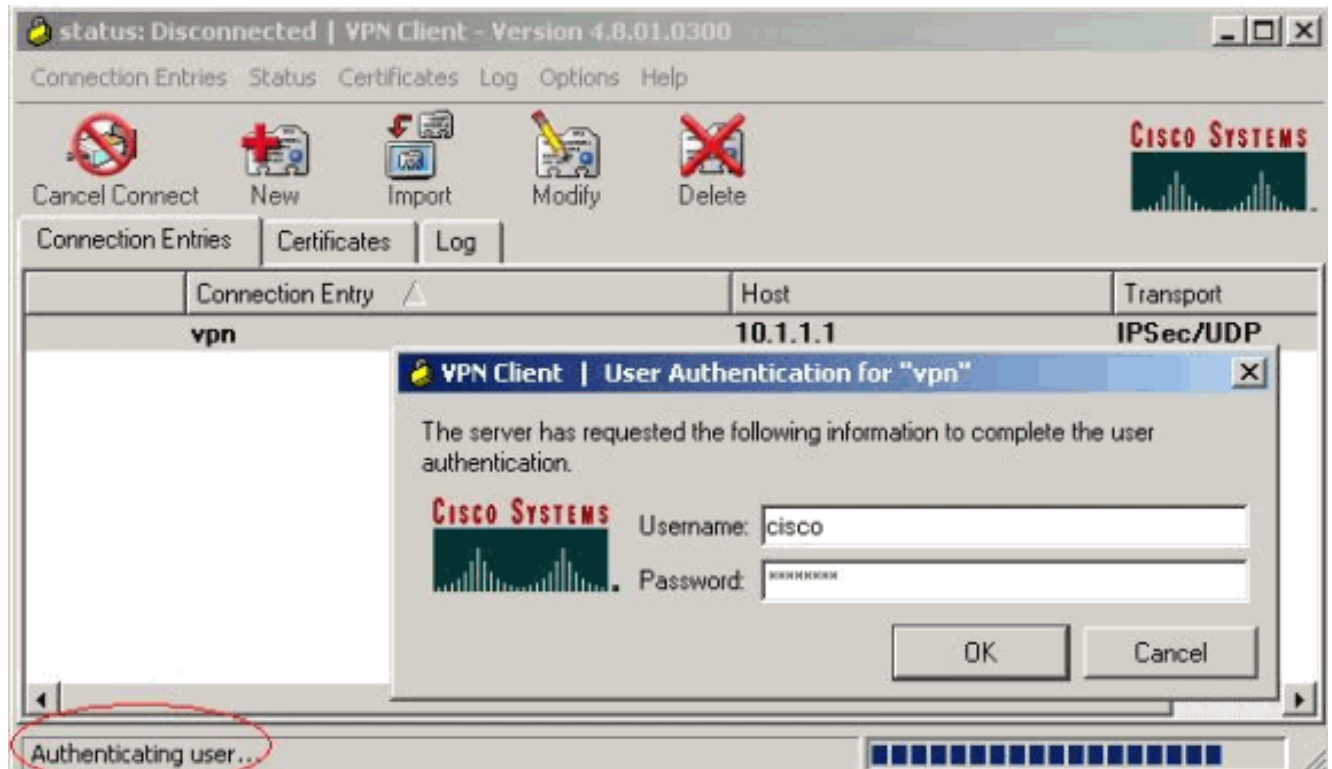 status: Disconnected | VPN Client - Version 4.8.01.0300
Connection Entries Status Certificates Log Options Help
Cancel Connect New Import Modify Delete
CISCO SYSTEMS
Connection Entries Certificates Log
Connection Entry Host Transport
vpn 10.1.1.1 IPSec/UDP
VPN Client | User Authentication for "vpn"
The server has requested the following information to complete the user
authentication.
CISCO SYSTEMS
Username: cisco
Password: ********
OK Cancel
Authenticating user...